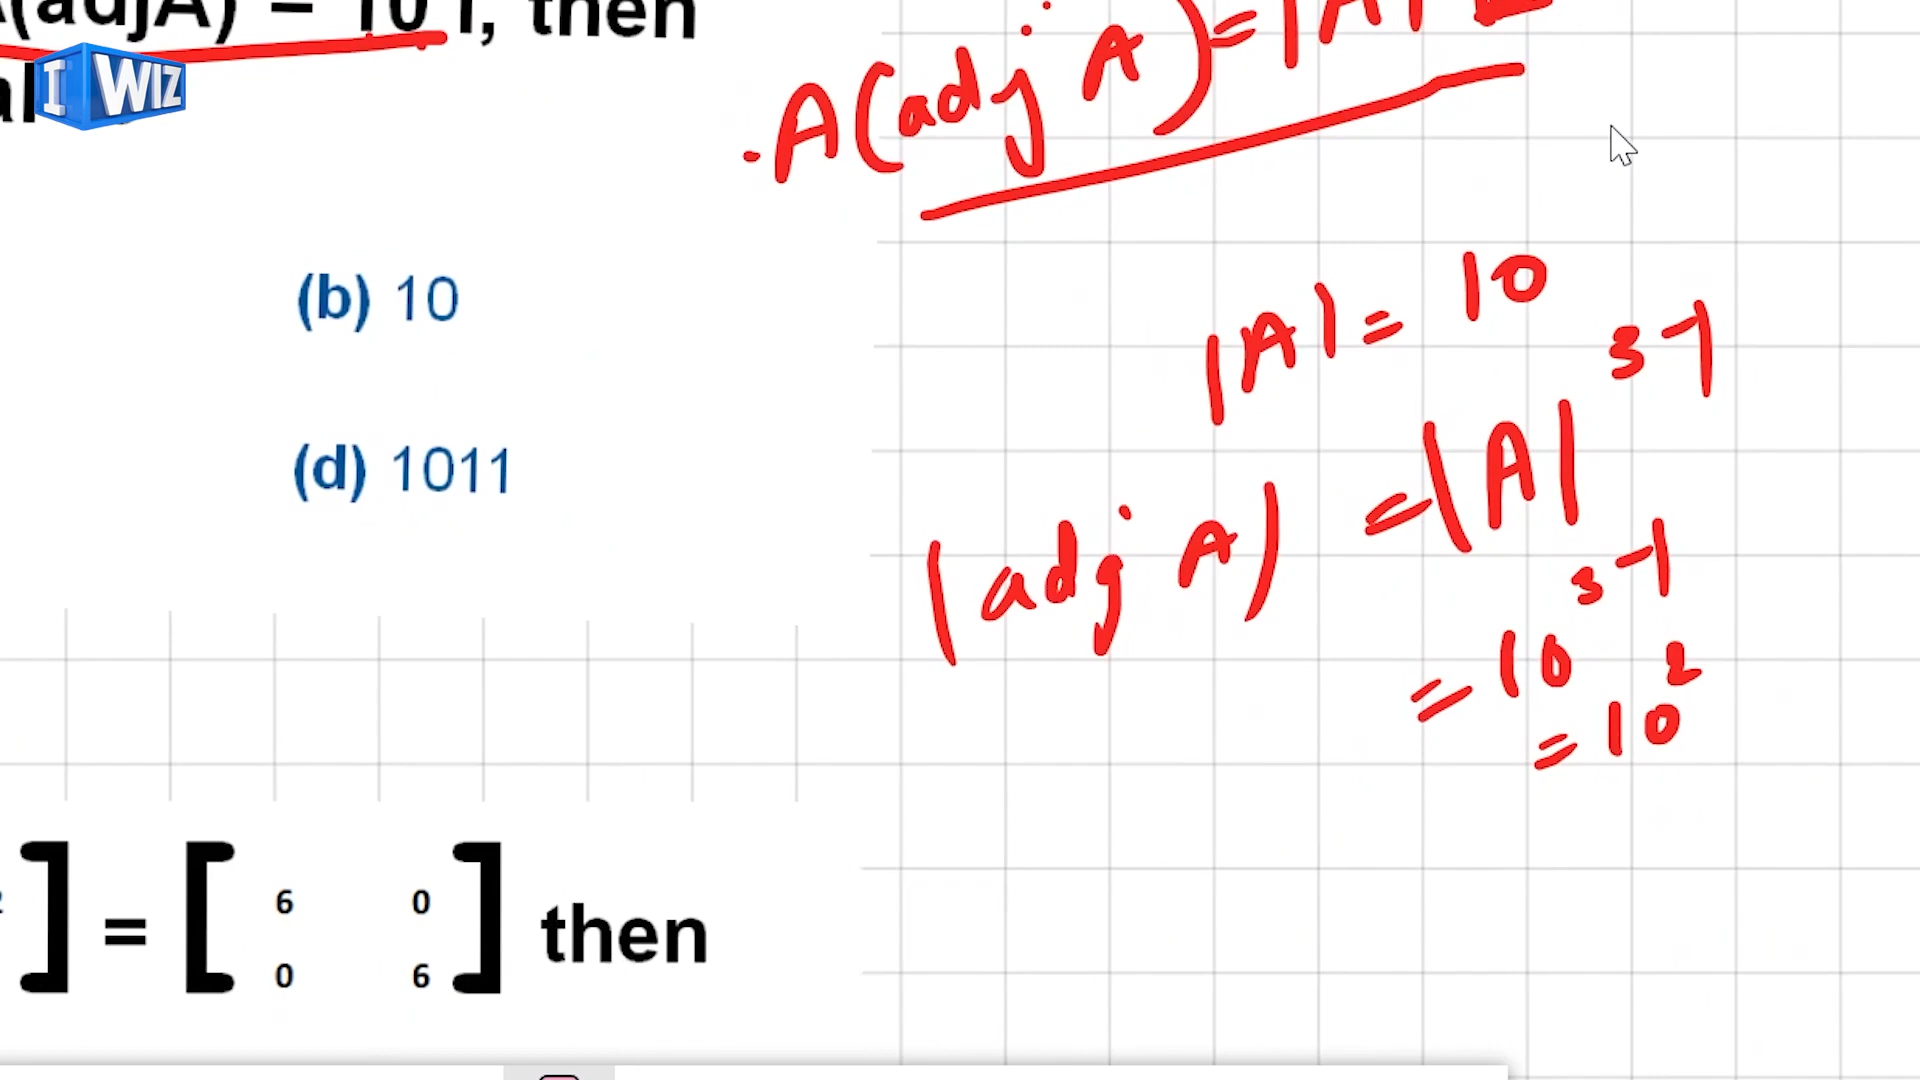 A(adjA) = 10 I, then
I WIZ
(b) 10
(d) 1011
] = [ 6 0
0 6 ] then
.A(adj A) = |A| I
|A| = 10
|adj A| = |A| 3-1
= 10 3-1
= 10 2